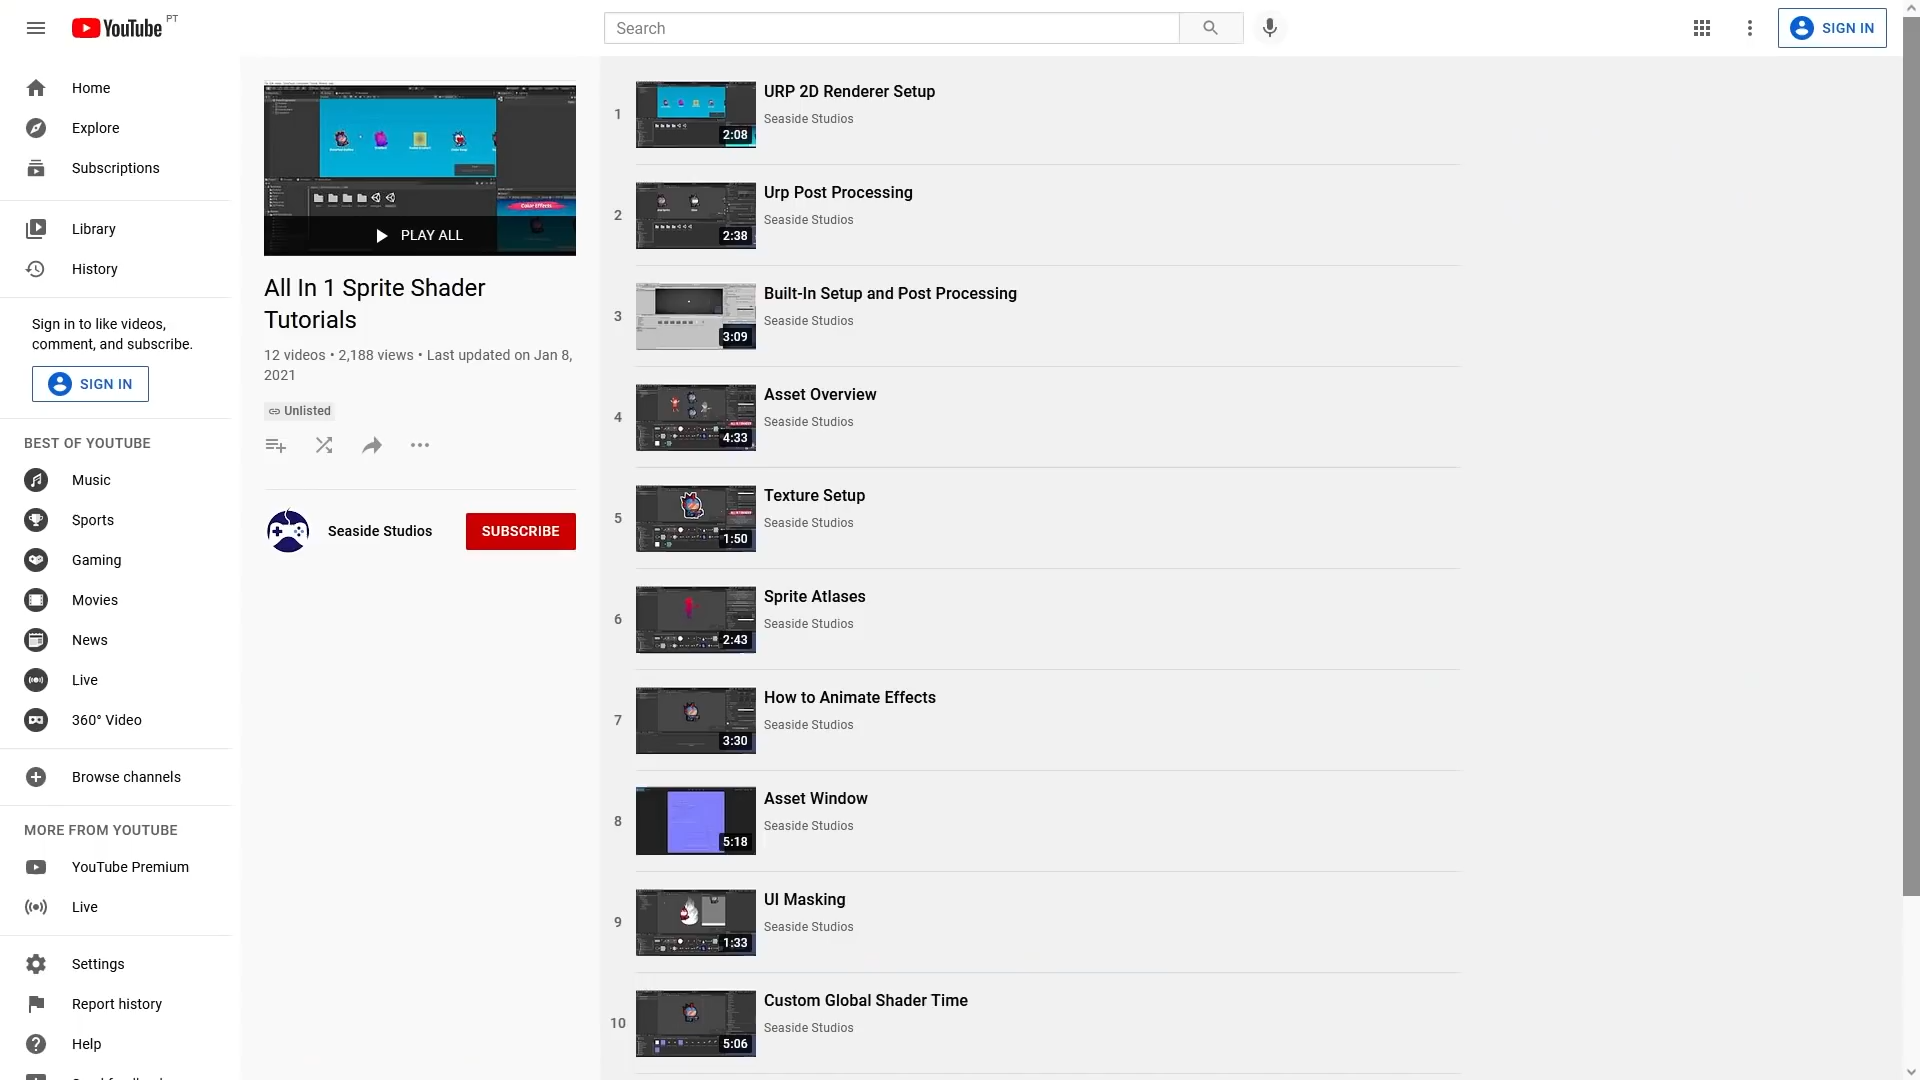 YouTube PT
Search
SIGN IN
Home
Explore
Subscriptions
Library
History
Sign in to like videos,
comment, and subscribe.
SIGN IN
BEST OF YOUTUBE
Music
Sports
Gaming
Movies
News
Live
360° Video
Browse channels
MORE FROM YOUTUBE
YouTube Premium
Live
Settings
Report history
Help
Color Effects
PLAY ALL
All In 1 Sprite Shader
Tutorials
12 videos • 2,188 views • Last updated on Jan 8,
2021
Unlisted
Seaside Studios
SUBSCRIBE
1
2:08
URP 2D Renderer Setup
Seaside Studios
2
2:38
Urp Post Processing
Seaside Studios
3
3:09
Built-In Setup and Post Processing
Seaside Studios
4
4:33
Asset Overview
Seaside Studios
5
1:50
Texture Setup
Seaside Studios
6
2:43
Sprite Atlases
Seaside Studios
7
3:30
How to Animate Effects
Seaside Studios
8
5:18
Asset Window
Seaside Studios
9
1:33
UI Masking
Seaside Studios
10
5:06
Custom Global Shader Time
Seaside Studios